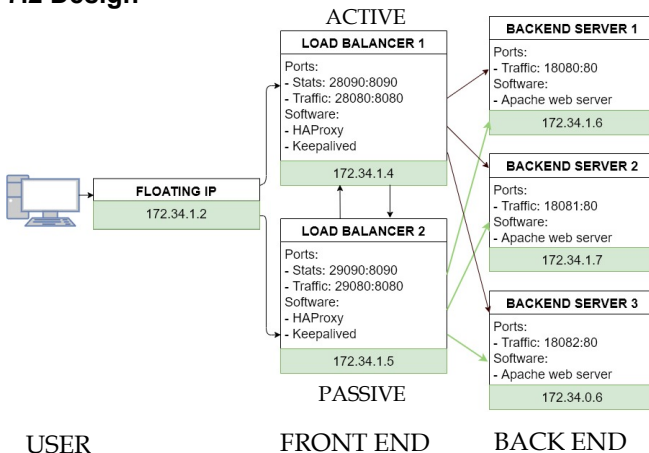 7.2 Design
ACTIVE
LOAD BALANCER 1
Ports:
- Stats: 28090:8090
- Traffic: 28080:8080
Software:
- HAProxy
- Keepalived
172.34.1.4
BACKEND SERVER 1
Ports:
- Traffic: 18080:80
Software:
- Apache web server
172.34.1.6
FLOATING IP
172.34.1.2
BACKEND SERVER 2
Ports:
- Traffic: 18081:80
Software:
- Apache web server
172.34.1.7
LOAD BALANCER 2
Ports:
- Stats: 29090:8090
- Traffic: 29080:8080
Software:
- HAProxy
- Keepalived
172.34.1.5
PASSIVE
BACKEND SERVER 3
Ports:
- Traffic: 18082:80
Software:
- Apache web server
172.34.0.6
USER
FRONT END
BACK END